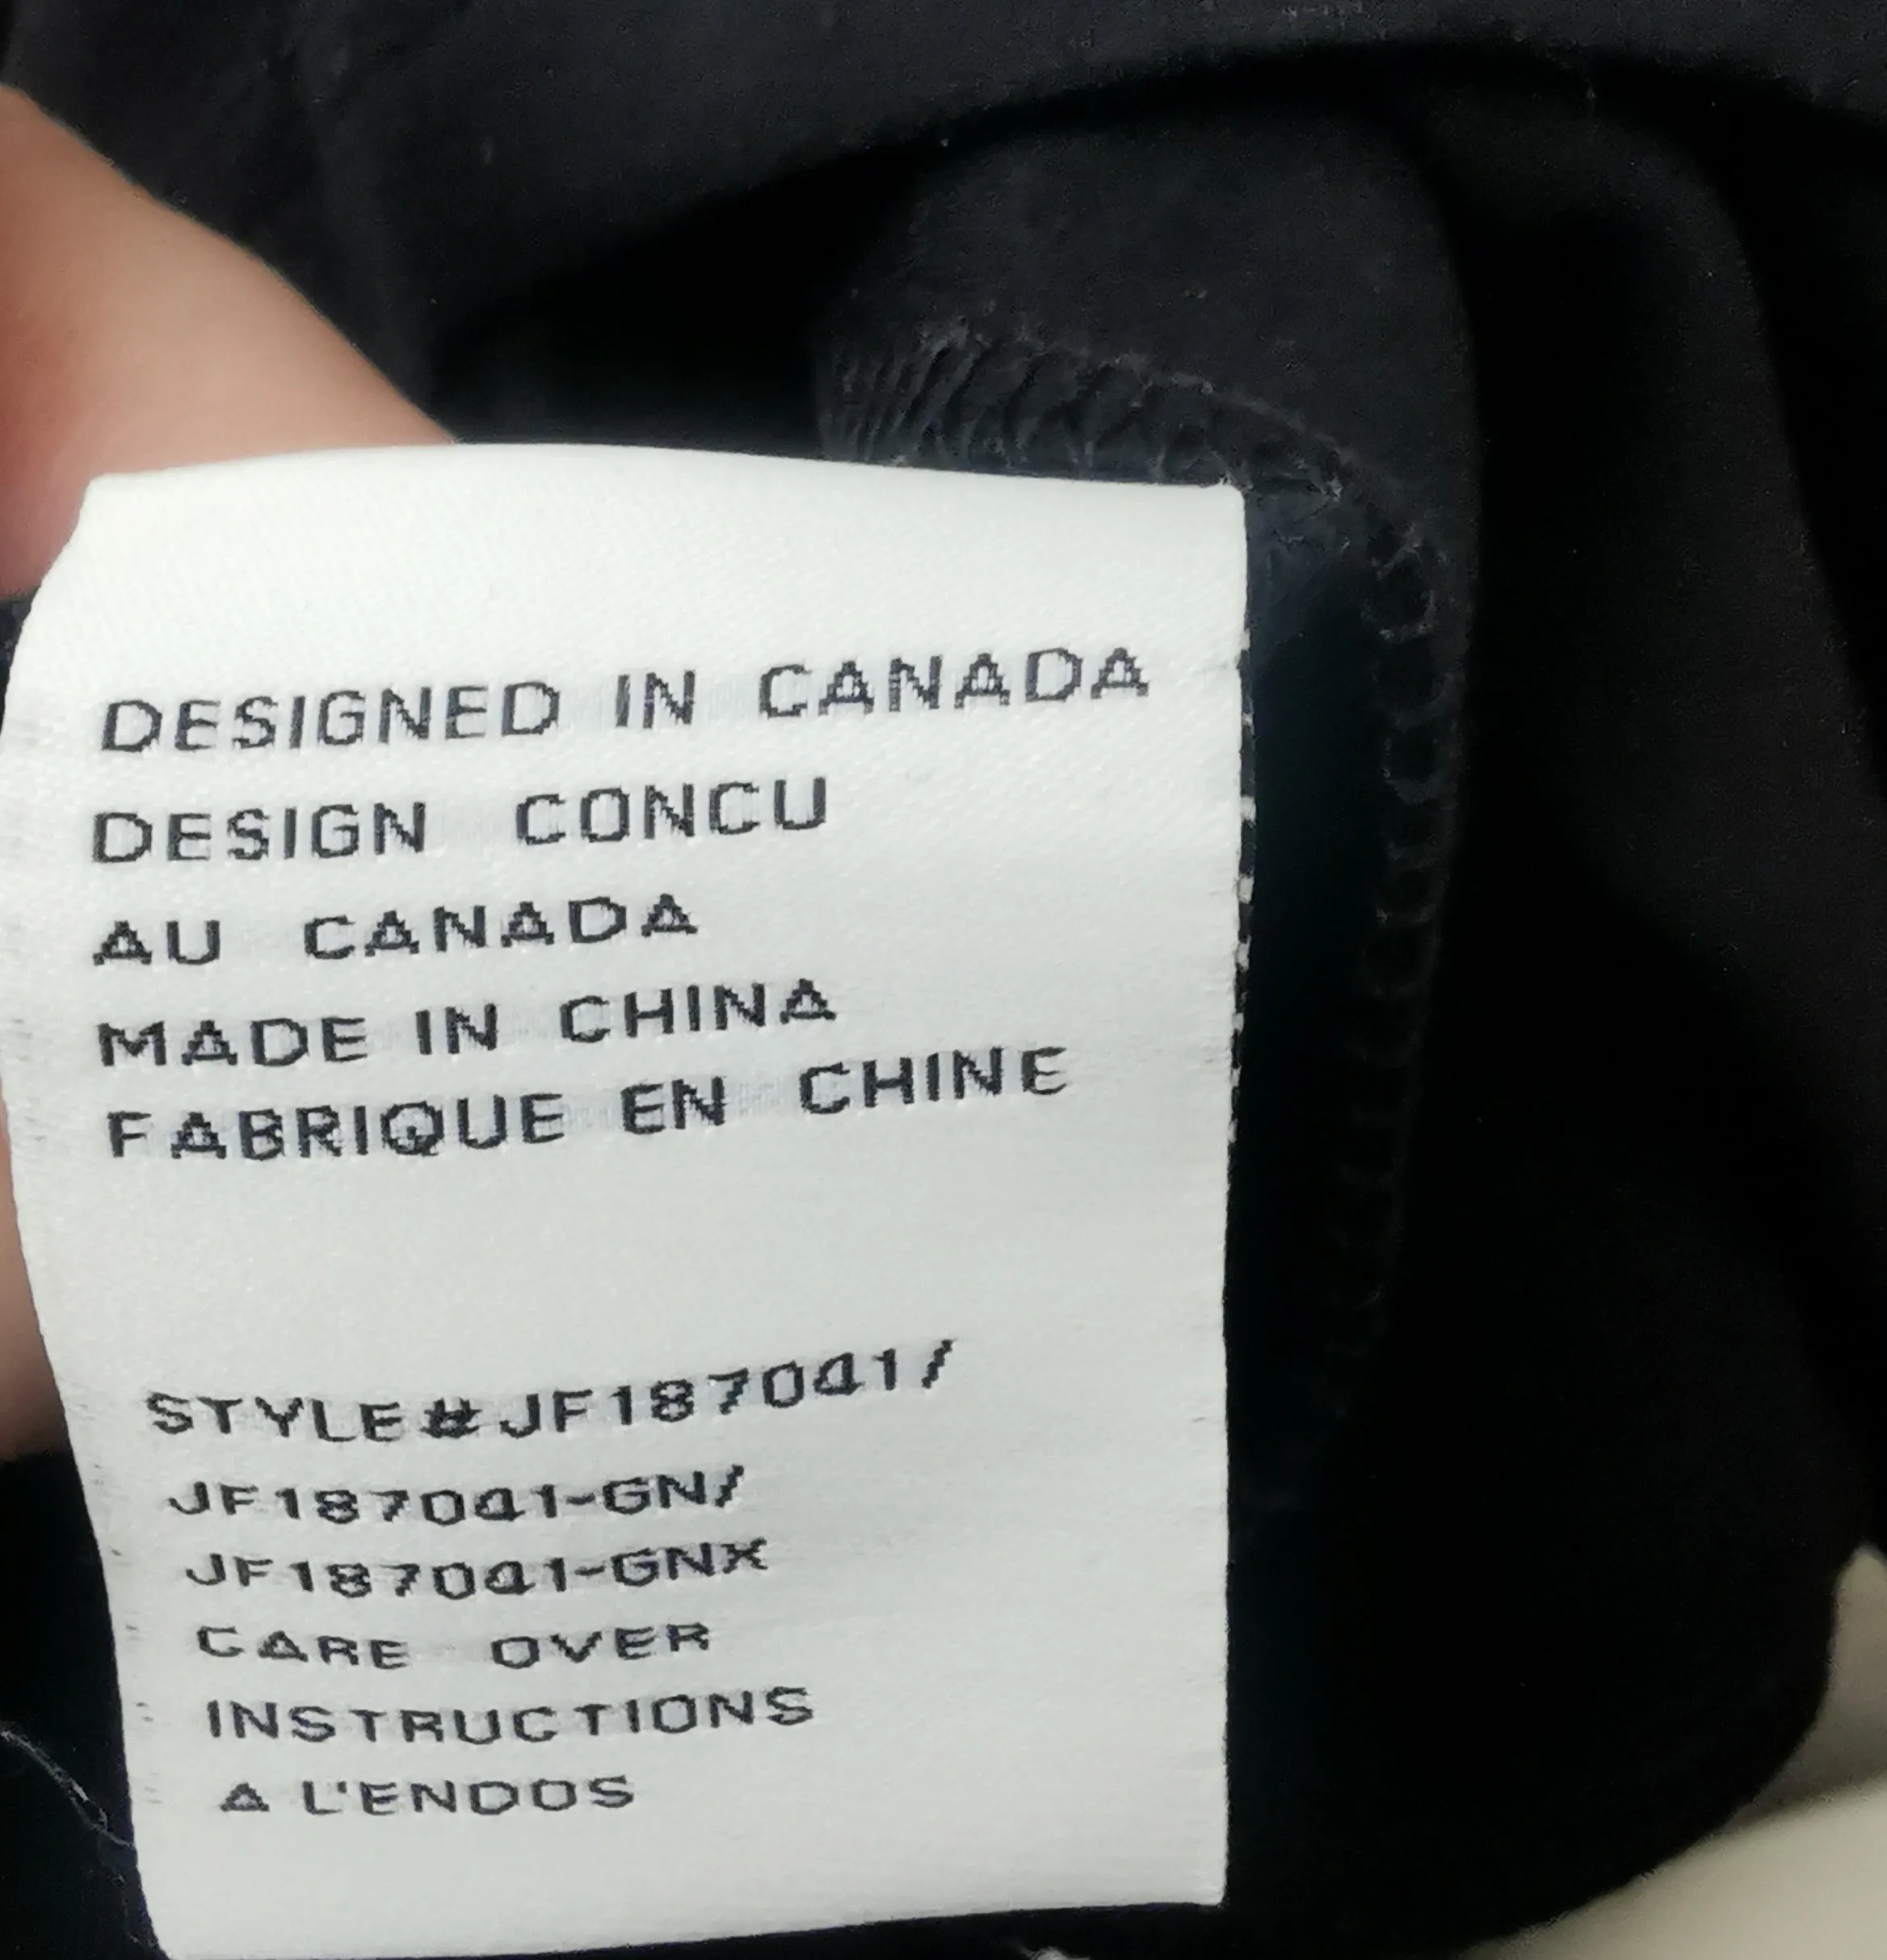 DESIGNED IN CANADA
DESIGN CONCU
AU CANADA
MADE IN CHINA
FABRIQUE EN CHINE
STYLE#JF187041/
JF187041-GN/
JF187041-GNX
CARE OVER
INSTRUCTIONS
A L'ENDOS